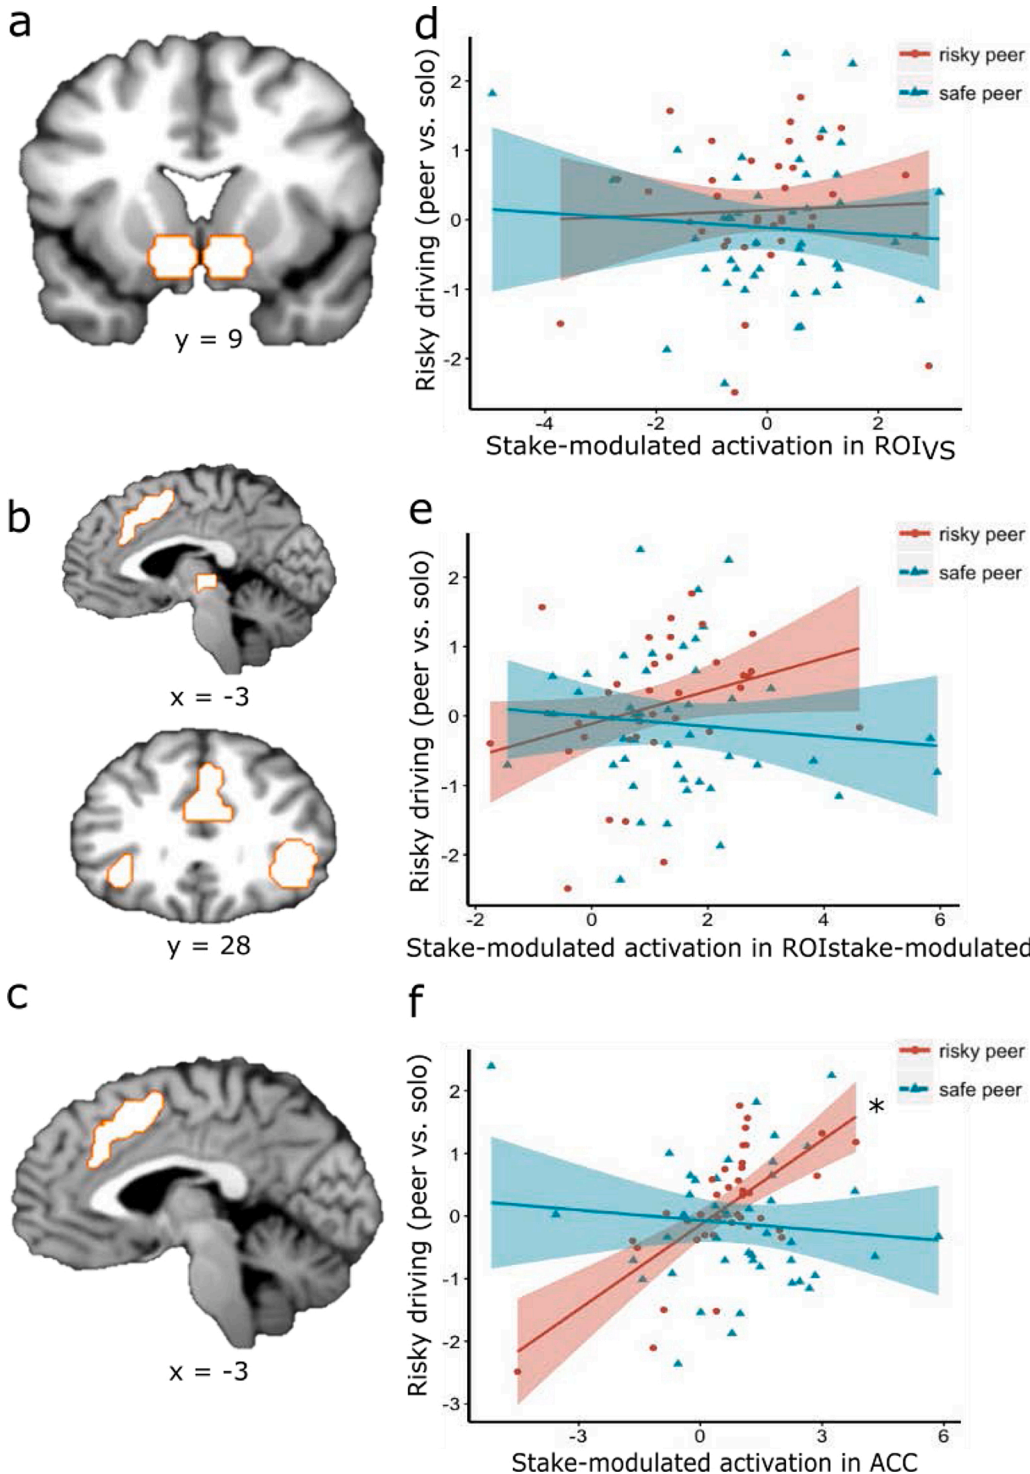 a
y = 9
d
Risky driving (peer vs. solo)
2
1
0
-1
-2
-4
-2
0
2
risky peer
safe peer
Stake-modulated activation in ROIVS
b
x = -3
y = 28
e
Risky driving (peer vs. solo)
2
1
0
-1
-2
-2
0
2
4
6
risky peer
safe peer
Stake-modulated activation in ROIstake-modulated
c
x = -3
f
Risky driving (peer vs. solo)
2
1
0
-1
-2
-3
-3
0
3
6
risky peer
safe peer
*
Stake-modulated activation in ACC